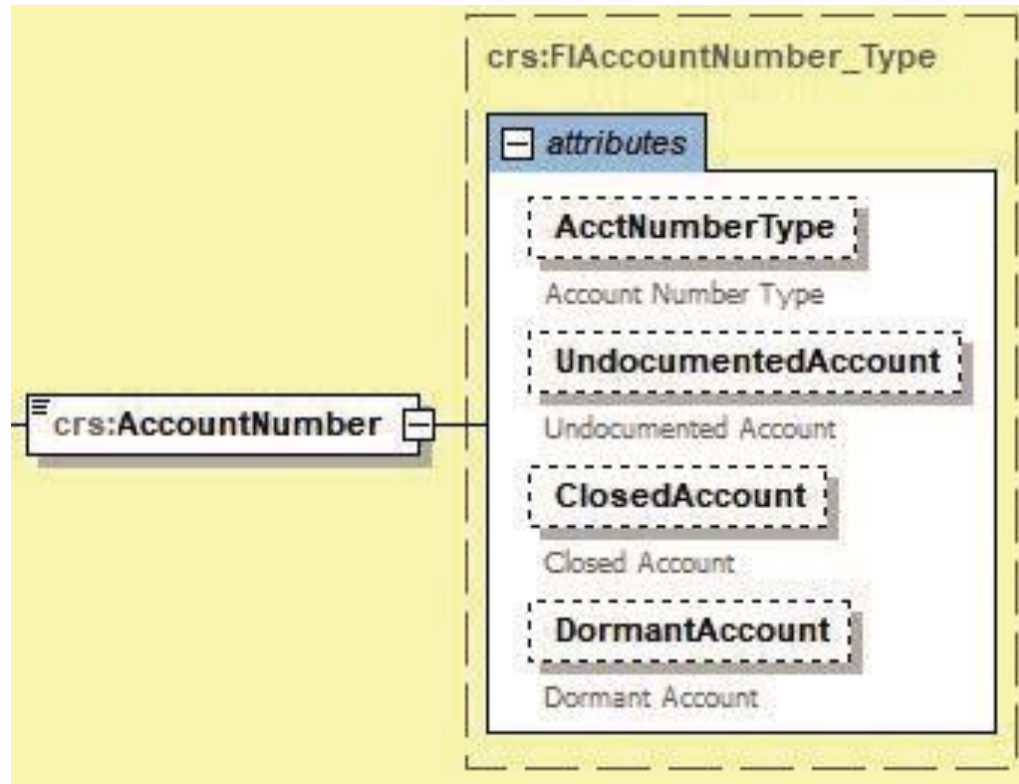 crs:FIAccountNumber_Type
attributes
AcctNumberType
Account Number Type
UndocumentedAccount
Undocumented Account
crs:AccountNumber
ClosedAccount
Closed Account
DormantAccount
Dormant Account